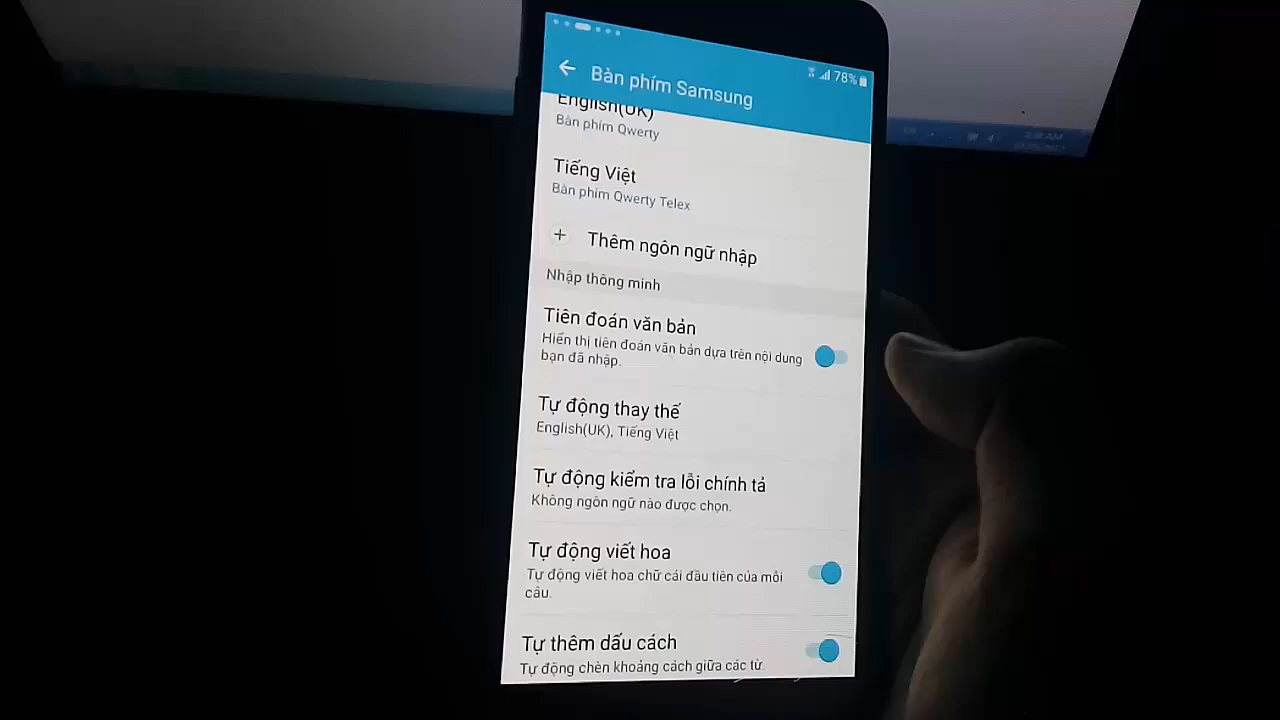 78%
Bàn phím Samsung
English(UK)
Bàn phím Qwerty
Tiếng Việt
Bàn phím Qwerty Telex
+ Thêm ngôn ngữ nhập
Nhập thông minh
Tiên đoán văn bản
Hiển thị tiên đoán văn bản dựa trên nội dung
bạn đã nhập.
Tự động thay thế
English(UK), Tiếng Việt
Tự động kiểm tra lỗi chính tả
Không ngôn ngữ nào được chọn.
Tự động viết hoa
Tự động viết hoa chữ cái đầu tiên của mỗi
câu.
Tự thêm dấu cách
Tự động chèn khoảng cách giữa các từ.